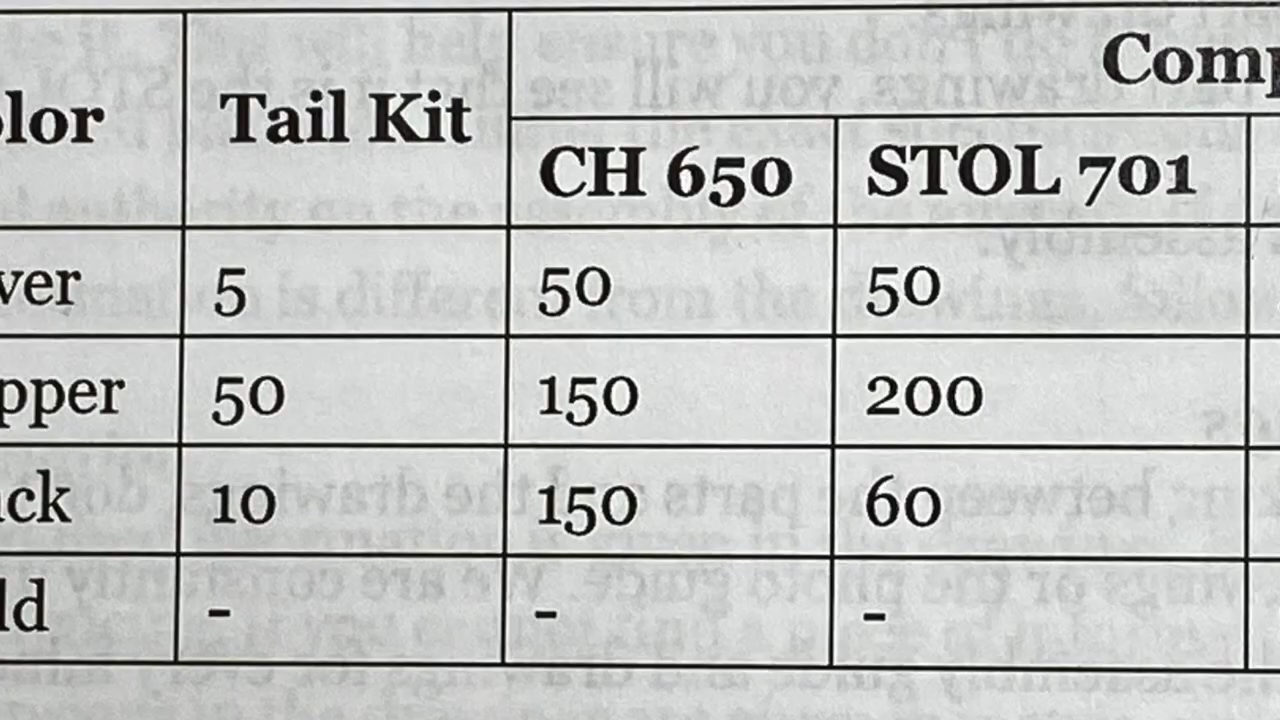 Comp
olor Tail Kit
CH 650 STOL 701
ver 5 50 50
pper 50 150 200
ck 10 150 60
ld - - -